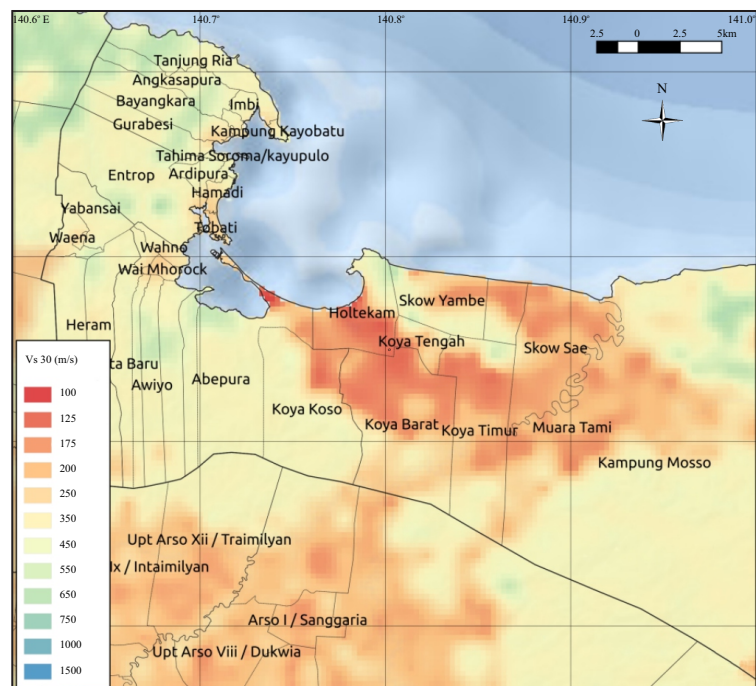 140.6° E 140.7° 140.8° 140.9° 141.0°
2.5 0 2.5 5km
N
Tanjung Ria
Angkasapura
Bayangkara
Imbi
Gurabesi
Kampung Kayobatu
Tahima Soroma/kayupulo
Entrop
Ardipura
Hamadi
Yabansai
Tobati
Waena
Wahno
Wai Mhorock
Skow Yambe
Holtekam
Heram
Koya Tengah
Skow Sae
ta Baru
Awiyo
Abepura
Koya Koso
Koya Barat
Koya Timur
Muara Tami
Kampung Mosso
Upt Arso Xii / Traimilyan
Ix / Intaimilyan
Arso I / Sanggaria
Upt Arso Viii / Dukwia
Vs 30 (m/s)
100
125
175
200
250
350
450
550
650
750
1000
1500